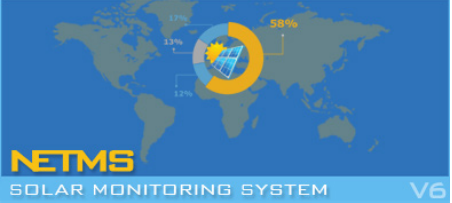 17%
58%
13%
12%
NETMS
SOLAR MONITORING SYSTEM V6